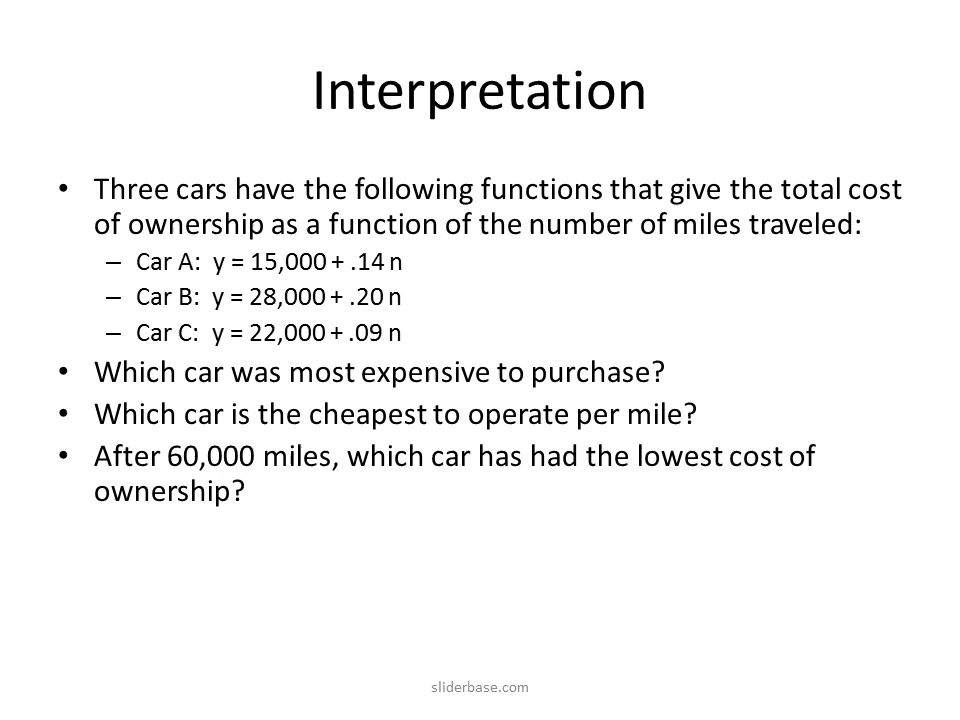 Interpretation
• Three cars have the following functions that give the total cost
of ownership as a function of the number of miles traveled:
– Car A:  y = 15,000 + .14 n
– Car B:  y = 28,000 + .20 n
– Car C:  y = 22,000 + .09 n
• Which car was most expensive to purchase?
• Which car is the cheapest to operate per mile?
• After 60,000 miles, which car has had the lowest cost of
ownership?
sliderbase.com